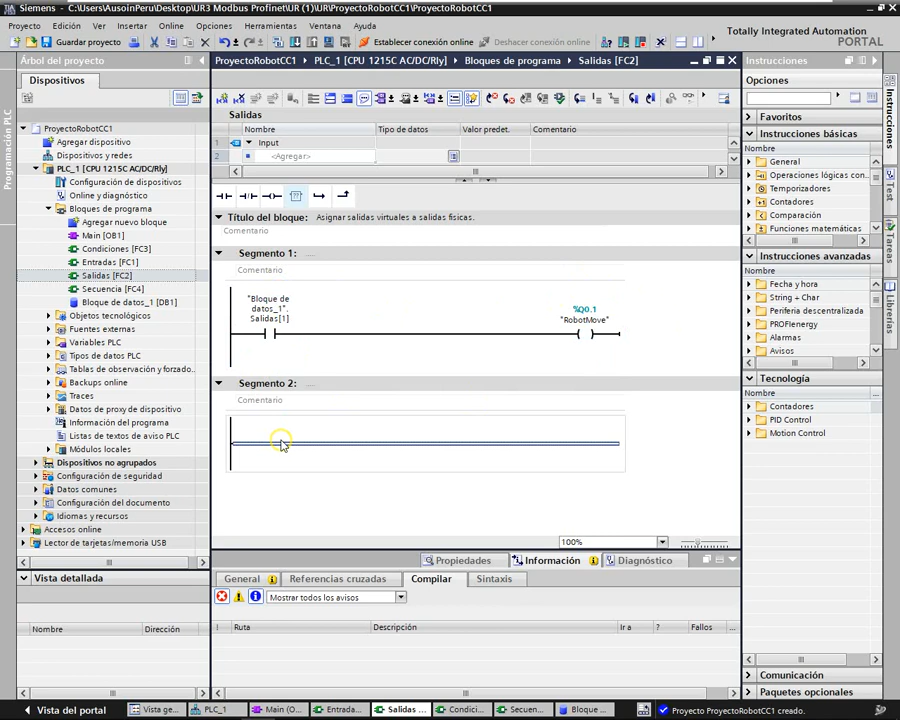 Siemens - C:\Users\AusoinPeru\Desktop\UR3 Modbus Profinet\UR (1)\UR\ProyectoRobotCC1\ProyectoRobotCC1
Proyecto Edición Ver Insertar Online Opciones Herramientas Ventana Ayuda
Guardar proyecto Establecer conexión online Deshacer conexión online
Totally Integrated Automation
PORTAL
Árbol del proyecto
ProyectoRobotCC1 PLC_1 [CPU 1215C AC/DC/Rly] Bloques de programa Salidas [FC2]
Instrucciones
Dispositivos
Opciones
Programación PLC
ProyectoRobotCC1
Agregar dispositivo
Dispositivos y redes
PLC_1 [CPU 1215C AC/DC/Rly]
Configuración de dispositivos
Online y diagnóstico
Bloques de programa
Agregar nuevo bloque
Main [OB1]
Condiciones [FC3]
Entradas [FC1]
Salidas [FC2]
Secuencia [FC4]
Bloque de datos_1 [DB1]
Objetos tecnológicos
Fuentes externas
Variables PLC
Tipos de datos PLC
Tablas de observación y forzado..
Backups online
Traces
Datos de proxy de dispositivo
Información del programa
Listas de textos de aviso PLC
Módulos locales
Dispositivos no agrupados
Configuración de seguridad
Datos comunes
Configuración del documento
Idiomas y recursos
Accesos online
Lector de tarjetas/memoria USB
Vista detallada
Nombre Dirección
Salidas
Nombre Tipo de datos Valor predet. Comentario
1 Input
2 <Agregar>
Título del bloque: Asignar salidas virtuales a salidas físicas.
Comentario
Segmento 1: ....
Comentario
"Bloque de
datos_1".
Salidas[1]
%Q0.1
"RobotMove"
Segmento 2: ....
Comentario
100%
Propiedades Información Diagnóstico
General Referencias cruzadas Compilar Sintaxis
Mostrar todos los avisos
! Ruta Descripción Ir a ? Fallos ...
Favoritos
Instrucciones básicas
Nombre
General
Operaciones lógicas con...
Temporizadores
Contadores
Comparación
Funciones matemáticas
Instrucciones avanzadas
Nombre
Fecha y hora
String + Char
Periferia descentralizada
PROFIenergy
Alarmas
Avisos
Tecnología
Nombre ...
Contadores
PID Control
Motion Control
Comunicación
Paquetes opcionales
Instrucciones
Test
Tareas
Librerías
Vista del portal Vista ge... PLC_1 Main (O... Entrada... Salidas ... Condici... Secuen... Bloque ... Proyecto ProyectoRobotCC1 creado.